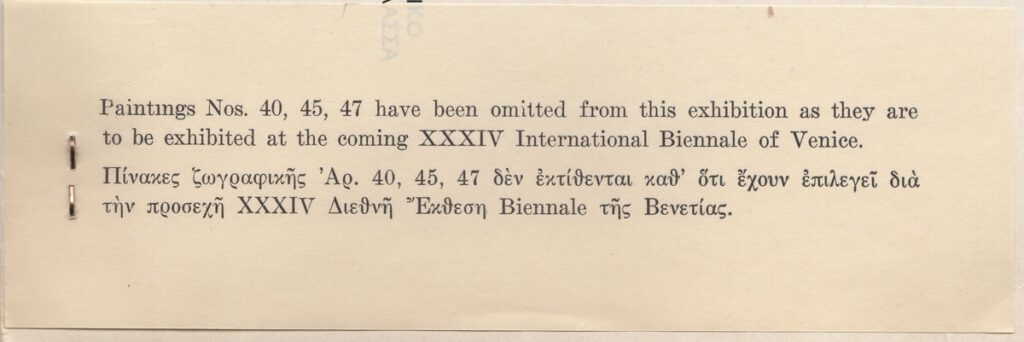 Paintings Nos. 40, 45, 47 have been omitted from this exhibition as they are
to be exhibited at the coming XXXIV International Biennale of Venice.
Πίνακες ζωγραφικῆς Ἀρ. 40, 45, 47 δὲν ἐκτίθενται καθ' ὅτι ἔχουν ἐπιλεγεῖ διὰ
τὴν προσεχῆ XXXIV Διεθνῆ Ἔκθεση Biennale τῆς Βενετίας.